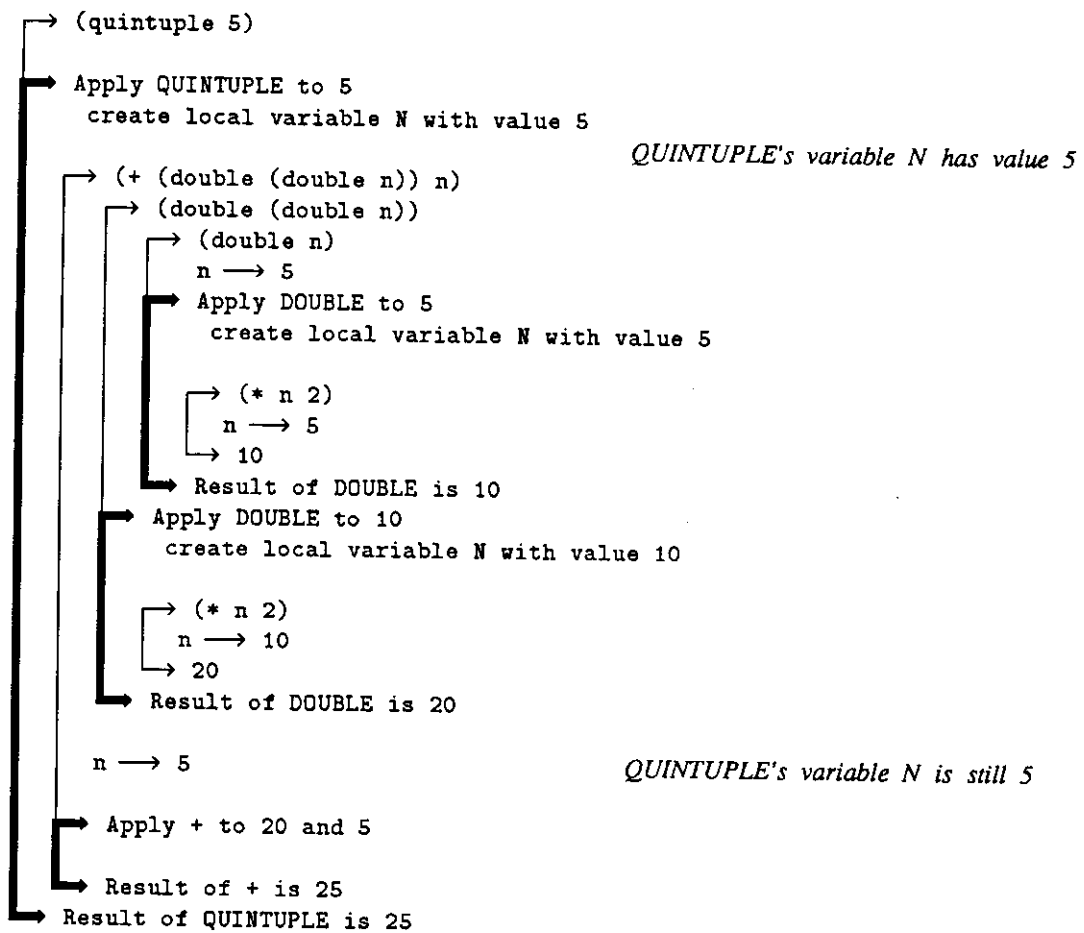 → (quintuple 5)
→ Apply QUINTUPLE to 5
create local variable N with value 5
QUINTUPLE's variable N has value 5
→ (+ (double (double n)) n)
→ (double (double n))
→ (double n)
n → 5
→ Apply DOUBLE to 5
create local variable N with value 5
→ (* n 2)
n → 5
→ 10
→ Result of DOUBLE is 10
→ Apply DOUBLE to 10
create local variable N with value 10
→ (* n 2)
n → 10
→ 20
→ Result of DOUBLE is 20
n → 5 QUINTUPLE's variable N is still 5
→ Apply + to 20 and 5
→ Result of + is 25
→ Result of QUINTUPLE is 25